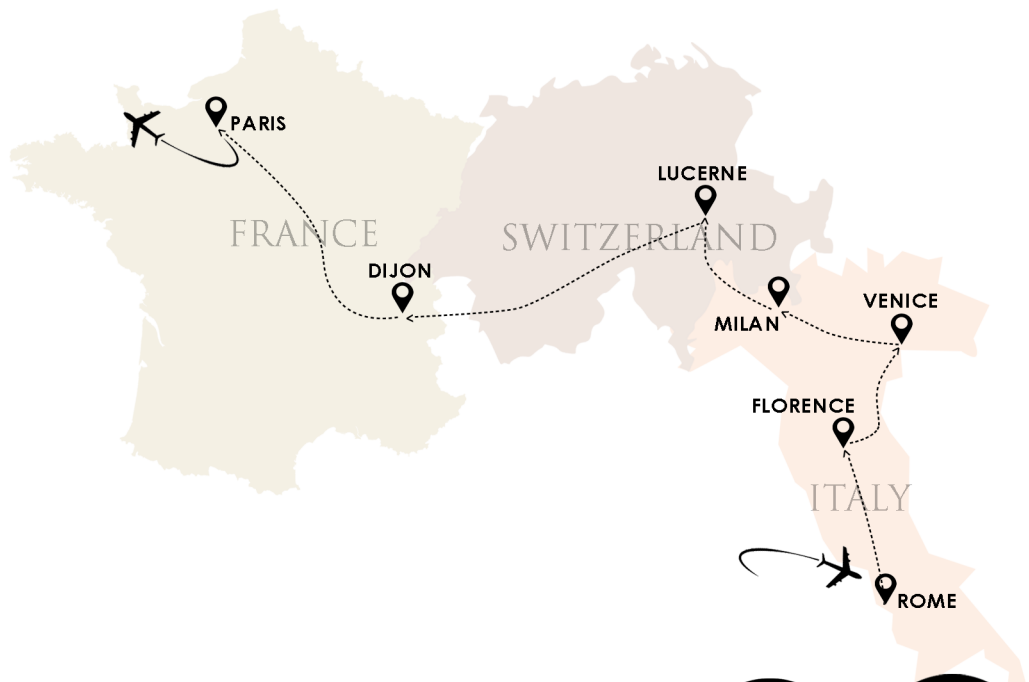 PARIS
LUCERNE
FRANCE
SWITZERLAND
DIJON
MILAN
VENICE
FLORENCE
ITALY
ROME